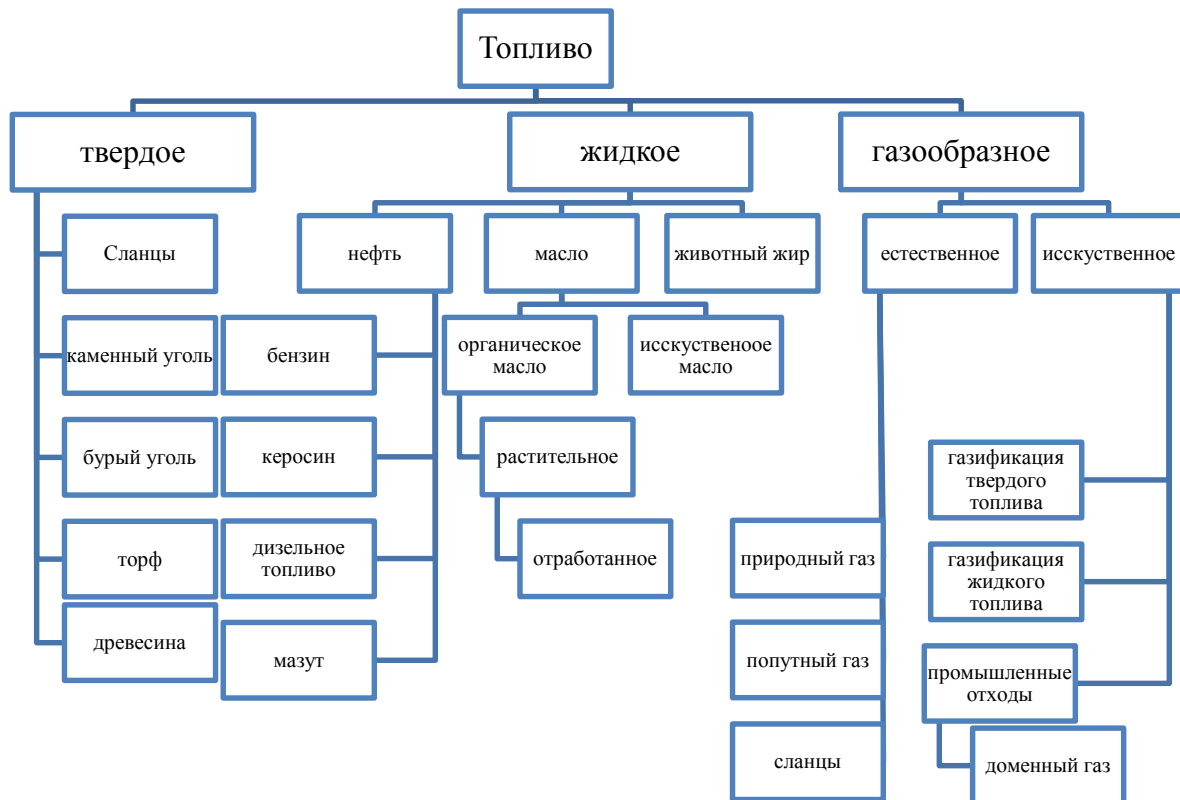 Топливо
твердое
жидкое
газообразное
Сланцы
нефть
масло
животный жир
естественное
исскуственное
каменный уголь
бензин
органическое
масло
исскуственоое
масло
бурый уголь
керосин
растительное
газификация
твердого
топлива
торф
дизельное
топливо
отработанное
природный газ
газификация
жидкого
топлива
древесина
мазут
попутный газ
промышленные
отходы
сланцы
доменный газ